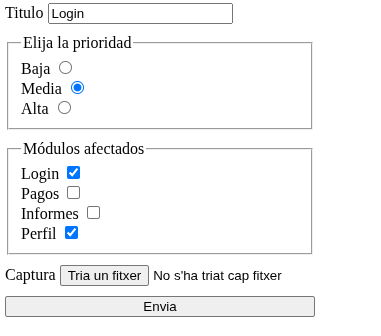 Titulo Login
Elija la prioridad
Baja
Media
Alta
Módulos afectados
Login
Pagos
Informes
Perfil
Captura Tria un fitxer No s'ha triat cap fitxer
Envia